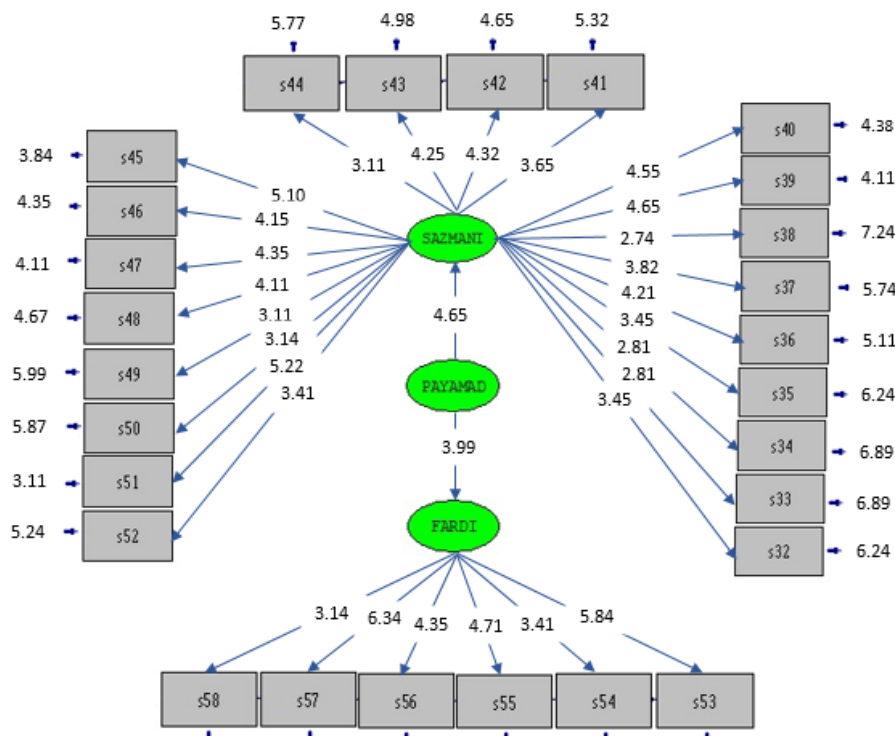 5.77 4.98 4.65 5.32
s44 s43 s42 s41
3.11 4.25 4.32 3.65
3.84 s45
4.35 s46
4.11 s47
4.67 s48
5.99 s49
5.87 s50
3.11 s51
5.24 s52
5.10
4.15
4.35
4.11
3.11
3.14
5.22
3.41
SAZMANI
4.65
PAYAMAD
3.99
FARDI
4.55
4.65
2.74
3.82
4.21
3.45
2.81
2.81
3.45
s40 4.38
s39 4.11
s38 7.24
s37 5.74
s36 5.11
s35 6.24
s34 6.89
s33 6.89
s32 6.24
3.14 6.34 4.35 4.71 3.41 5.84
s58 s57 s56 s55 s54 s53